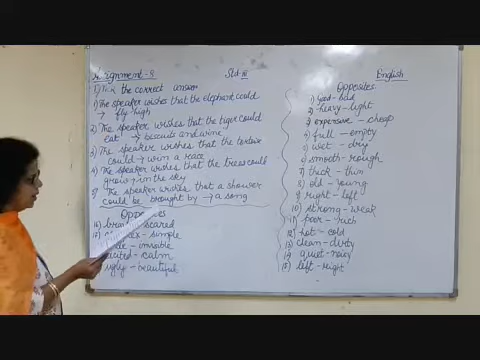 Assignment-8 Std-III English
1) Tick the correct answer
1) The speaker wishes that the elephant could
→ fly high
2) The speaker wishes that the tiger could
eat → biscuits and wine
3) The speaker wishes that the tortoise
could → win a race
4) The speaker wishes that the trees could
grow → in the sky
5) The speaker wishes that a shower
could be brought by → a song
Opposites
16) brave - scared
simple
invisible
calm
ugly - beautiful
Opposites
1) good - bad
2) heavy - light
3) expensive - cheap
4) full - empty
5) wet - dry
6) smooth - rough
7) thick - thin
8) old - young
9) right - left
10) strong - weak
11) poor - rich
12) hot - cold
13) clean - dirty
14) quiet - noisy
15) left - right